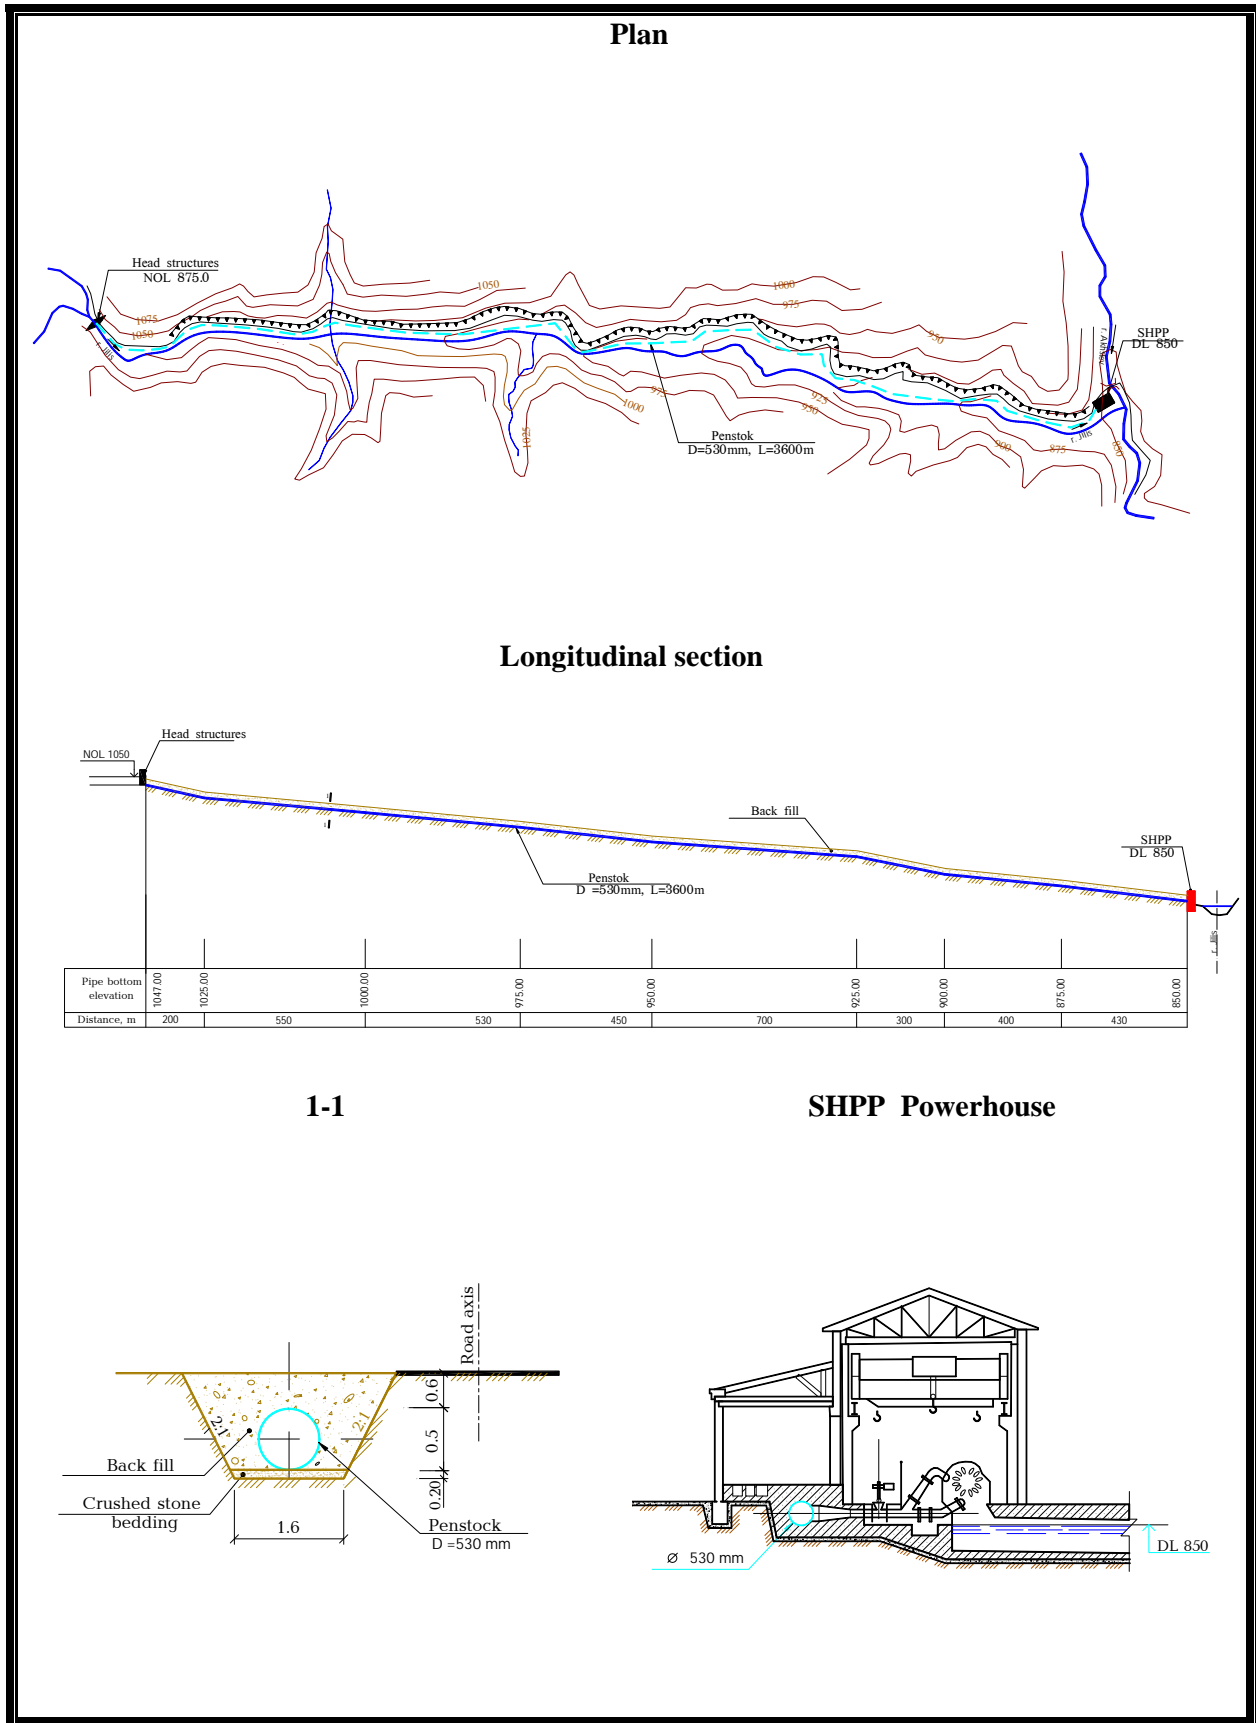 Plan
Head structures
NOL 875.0
1075
1050
r. Jilis
1050
1000
975
950
SHPP
DL 850
975
1000
925
950
1025
900
875
850
r. Jilis
Penstok
D=530mm, L=3600m
Longitudinal section
Head structures
NOL 1050
Back fill
SHPP
DL 850
Penstok
D =530mm, L=3600m
r. Jilis
Pipe bottom
elevation
1047.00
1025.00
1000.00
975.00
950.00
925.00
900.00
875.00
850.00
Distance, m
200
550
530
450
700
300
400
430
1-1
SHPP Powerhouse
Road axis
0.6
0.5
0.20
2:1
2:1
Back fill
Crushed stone
bedding
1.6
Penstock
D =530 mm
Ø 530 mm
DL 850